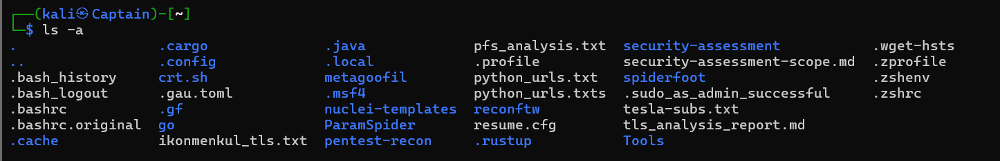 ┌──(kali㉿Captain)-[~]
└─$ ls -a
. .cargo .java pfs_analysis.txt security-assessment .wget-hsts
.. .config .local .profile security-assessment-scope.md .zprofile
.bash_history crt.sh metagoofil python_urls.txt spiderfoot .zshenv
.bash_logout .gau.toml .msf4 python_urls.txts .sudo_as_admin_successful .zshrc
.bashrc .gf nuclei-templates reconftw tesla-subs.txt
.bashrc.original go ParamSpider resume.cfg tls_analysis_report.md
.cache ikonmenkul_tls.txt pentest-recon .rustup Tools